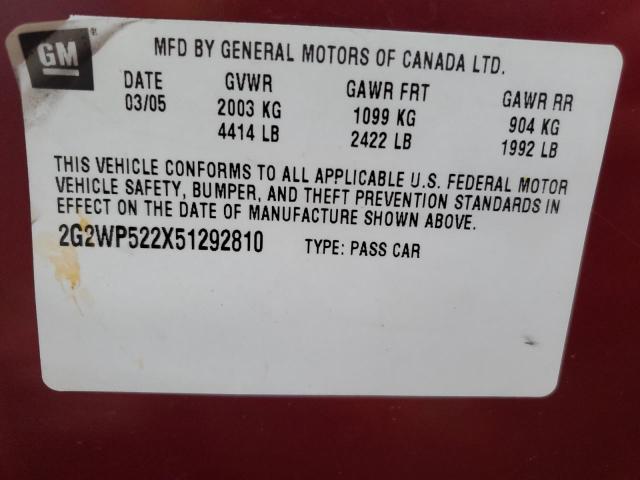 GM
MFD BY GENERAL MOTORS OF CANADA LTD.
DATE GVWR GAWR FRT GAWR RR
03/05 2003 KG 1099 KG 904 KG
4414 LB 2422 LB 1992 LB
THIS VEHICLE CONFORMS TO ALL APPLICABLE U.S. FEDERAL MOTOR
VEHICLE SAFETY, BUMPER, AND THEFT PREVENTION STANDARDS IN
EFFECT ON THE DATE OF MANUFACTURE SHOWN ABOVE.
2G2WP522X51292810 TYPE: PASS CAR